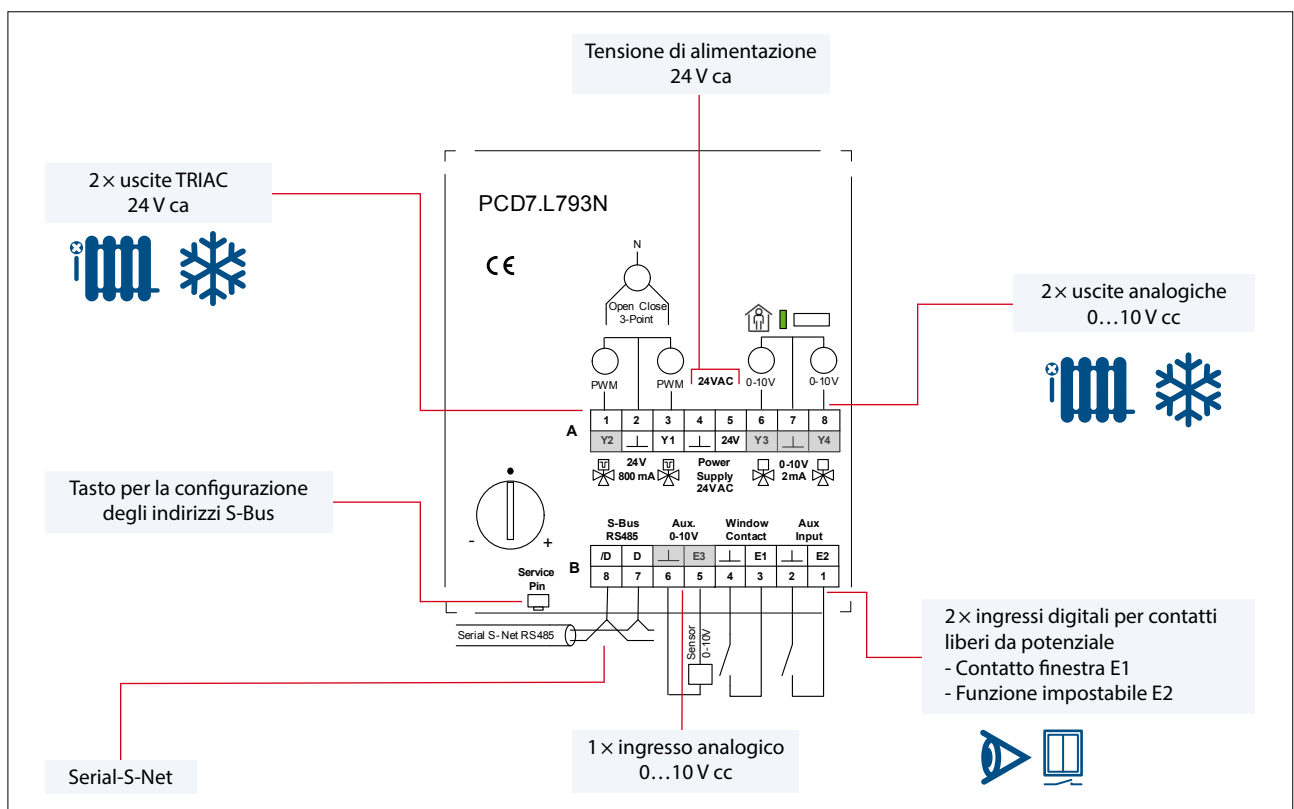 Tensione di alimentazione
24 V ca
2 × uscite TRIAC
24 V ca
PCD7.L793N
CE
N
Open Close
3-Point
PWM
PWM
24VAC
0-10V
0-10V
2 × uscite analogiche
0…10 V cc
A
1 2 3 4 5 6 7 8
Y2 Y1 24V Y3 Y4
24V
800 mA
Power
Supply
24VAC
0-10V
2mA
Tasto per la configurazione
degli indirizzi S-Bus
- +
Service
Pin
S-Bus
RS485
Aux.
0-10V
Window
Contact
Aux
Input
B
/D D E3 E1 E2
8 7 6 5 4 3 2 1
Serial S-Net RS485
Sensor
0-10V
2 × ingressi digitali per contatti
liberi da potenziale
- Contatto finestra E1
- Funzione impostabile E2
1 × ingresso analogico
0…10 V cc
Serial-S-Net